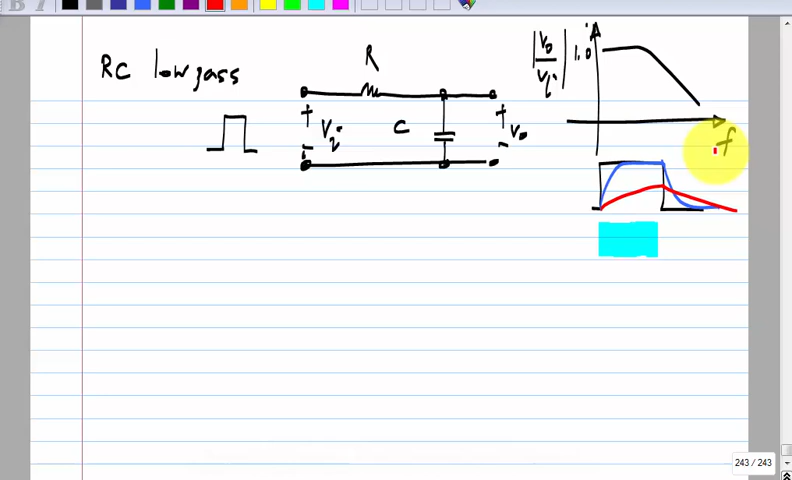 RC lowpass
R
+
Vi
-
C
+
Vo
-
|Vo/Vi|
1.0
f
243 / 243
B I